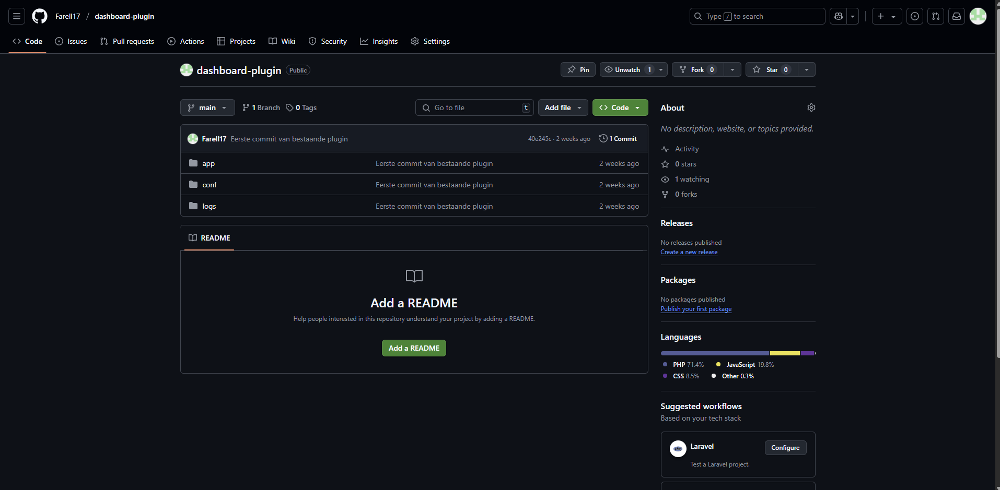 Farell17 / dashboard-plugin
Type / to search
Code Issues Pull requests Actions Projects Wiki Security Insights Settings
dashboard-plugin Public
Pin Unwatch 1 Fork 0 Star 0
main 1 Branch 0 Tags
Go to file t
Add file
Code
Farell17 Eerste commit van bestaande plugin 40e245c · 2 weeks ago 1 Commit
app Eerste commit van bestaande plugin 2 weeks ago
conf Eerste commit van bestaande plugin 2 weeks ago
logs Eerste commit van bestaande plugin 2 weeks ago
README
Add a README
Help people interested in this repository understand your project by adding a README.
Add a README
About
No description, website, or topics provided.
Activity
0 stars
1 watching
0 forks
Releases
No releases published
Create a new release
Packages
No packages published
Publish your first package
Languages
PHP 71.4% JavaScript 19.8%
CSS 8.5% Other 0.3%
Suggested workflows
Based on your tech stack
php Laravel Configure
Test a Laravel project.